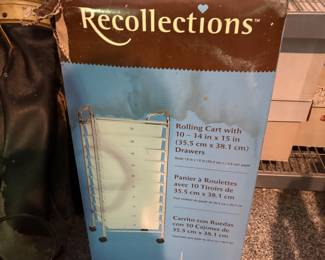 Recollections™
Rolling Cart with
10 – 14 in x 15 in
(35.5 cm x 38.1 cm)
Drawers
Panier à Roulettes
avec 10 Tiroirs de
35.5 cm x 38.1 cm
Carrito con Ruedas
con 10 Cajones de
35.5 cm x 38.1 cm